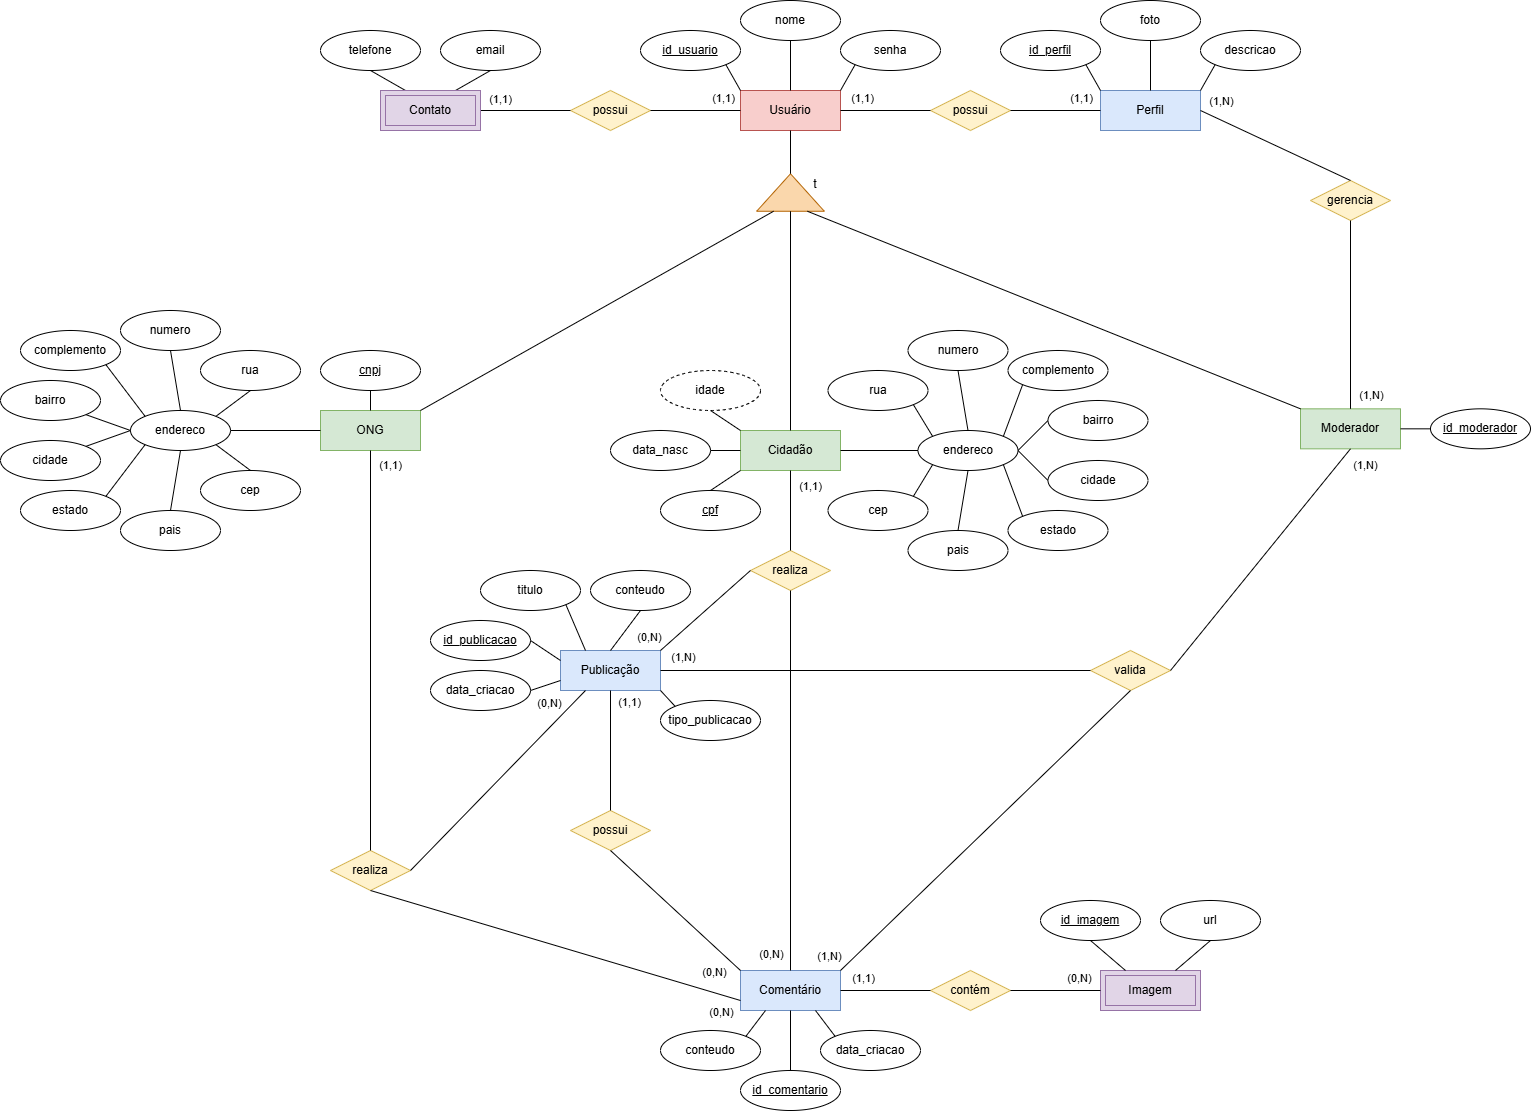 nome
foto
telefone
email
id_usuario
senha
id_perfil
descricao
Contato
(1,1)
possui
(1,1)
Usuário
(1,1)
possui
(1,1)
Perfil
(1,N)
t
gerencia
numero
complemento
rua
cnpj
bairro
endereco
ONG
cidade
(1,1)
estado
cep
pais
idade
data_nasc
Cidadão
cpf
(1,1)
numero
complemento
rua
bairro
endereco
cidade
cep
estado
pais
(1,N)
Moderador
id_moderador
(1,N)
realiza
titulo
conteudo
id_publicacao
(0,N)
Publicação
(1,N)
valida
data_criacao
(0,N)
(1,1)
tipo_publicacao
possui
realiza
id_imagem
url
(0,N)
(1,N)
(0,N)
(1,1)
(0,N)
Comentário
contém
Imagem
(0,N)
conteudo
data_criacao
id_comentario